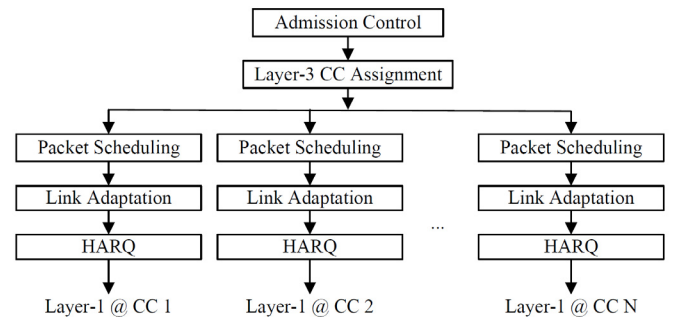 Admission Control
Layer-3 CC Assignment
Packet Scheduling
Packet Scheduling
Packet Scheduling
Link Adaptation
Link Adaptation
Link Adaptation
...
HARQ
HARQ
HARQ
Layer-1 @ CC 1
Layer-1 @ CC 2
Layer-1 @ CC N